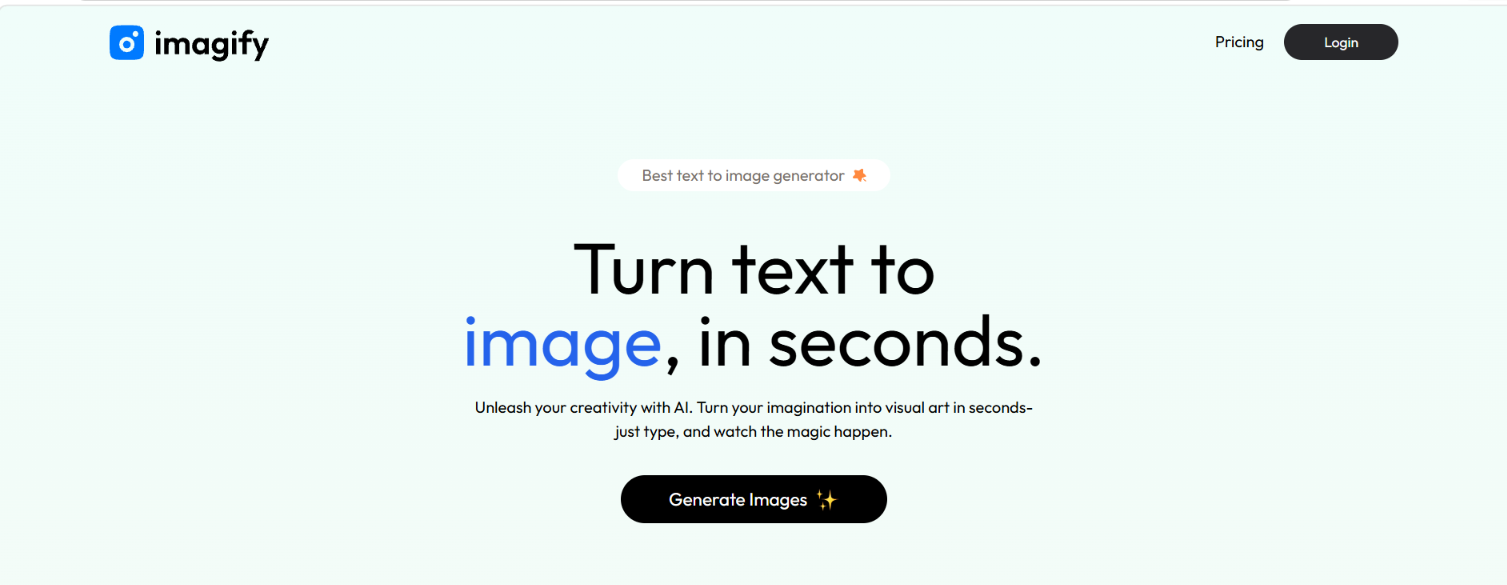 imagify
Pricing
Login
Best text to image generator
Turn text to
image, in seconds.
Unleash your creativity with AI. Turn your imagination into visual art in seconds-
just type, and watch the magic happen.
Generate Images ✨